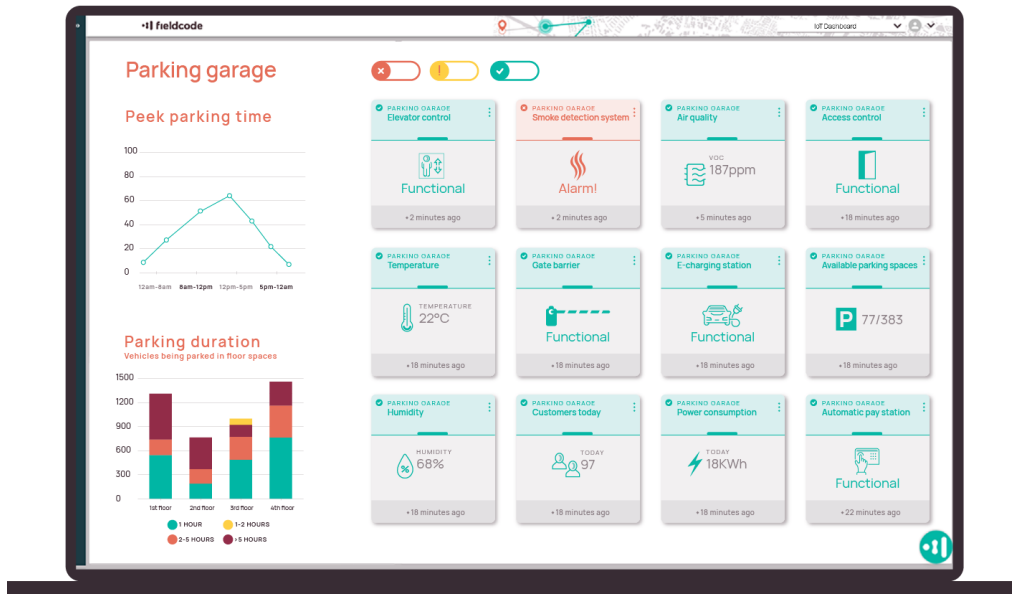 fieldcode
IoT Dashboard
Parking garage
Peek parking time
100
80
60
40
20
0
12am-8am 8am-12pm 12pm-5pm 5pm-12am
Parking duration
Vehicles being parked in floor spaces
1500
1200
900
600
300
0
1st floor 2nd floor 3rd floor 4th floor
1 HOUR 1-2 HOURS
2-5 HOURS >5 HOURS
PARKING GARAGE
Elevator control
Functional
•2 minutes ago
PARKING GARAGE
Smoke detection system
Alarm!
•2 minutes ago
PARKING GARAGE
Air quality
VOC
187ppm
•5 minutes ago
PARKING GARAGE
Access control
Functional
•18 minutes ago
PARKING GARAGE
Temperature
TEMPERATURE
22°C
•18 minutes ago
PARKING GARAGE
Gate barrier
Functional
•18 minutes ago
PARKING GARAGE
E-charging station
Functional
•18 minutes ago
PARKING GARAGE
Available parking spaces
P 77/383
•18 minutes ago
PARKING GARAGE
Humidity
%
HUMIDITY
68%
•18 minutes ago
PARKING GARAGE
Customers today
TODAY
97
•18 minutes ago
PARKING GARAGE
Power consumption
TODAY
18KWh
•18 minutes ago
PARKING GARAGE
Automatic pay station
Functional
•22 minutes ago